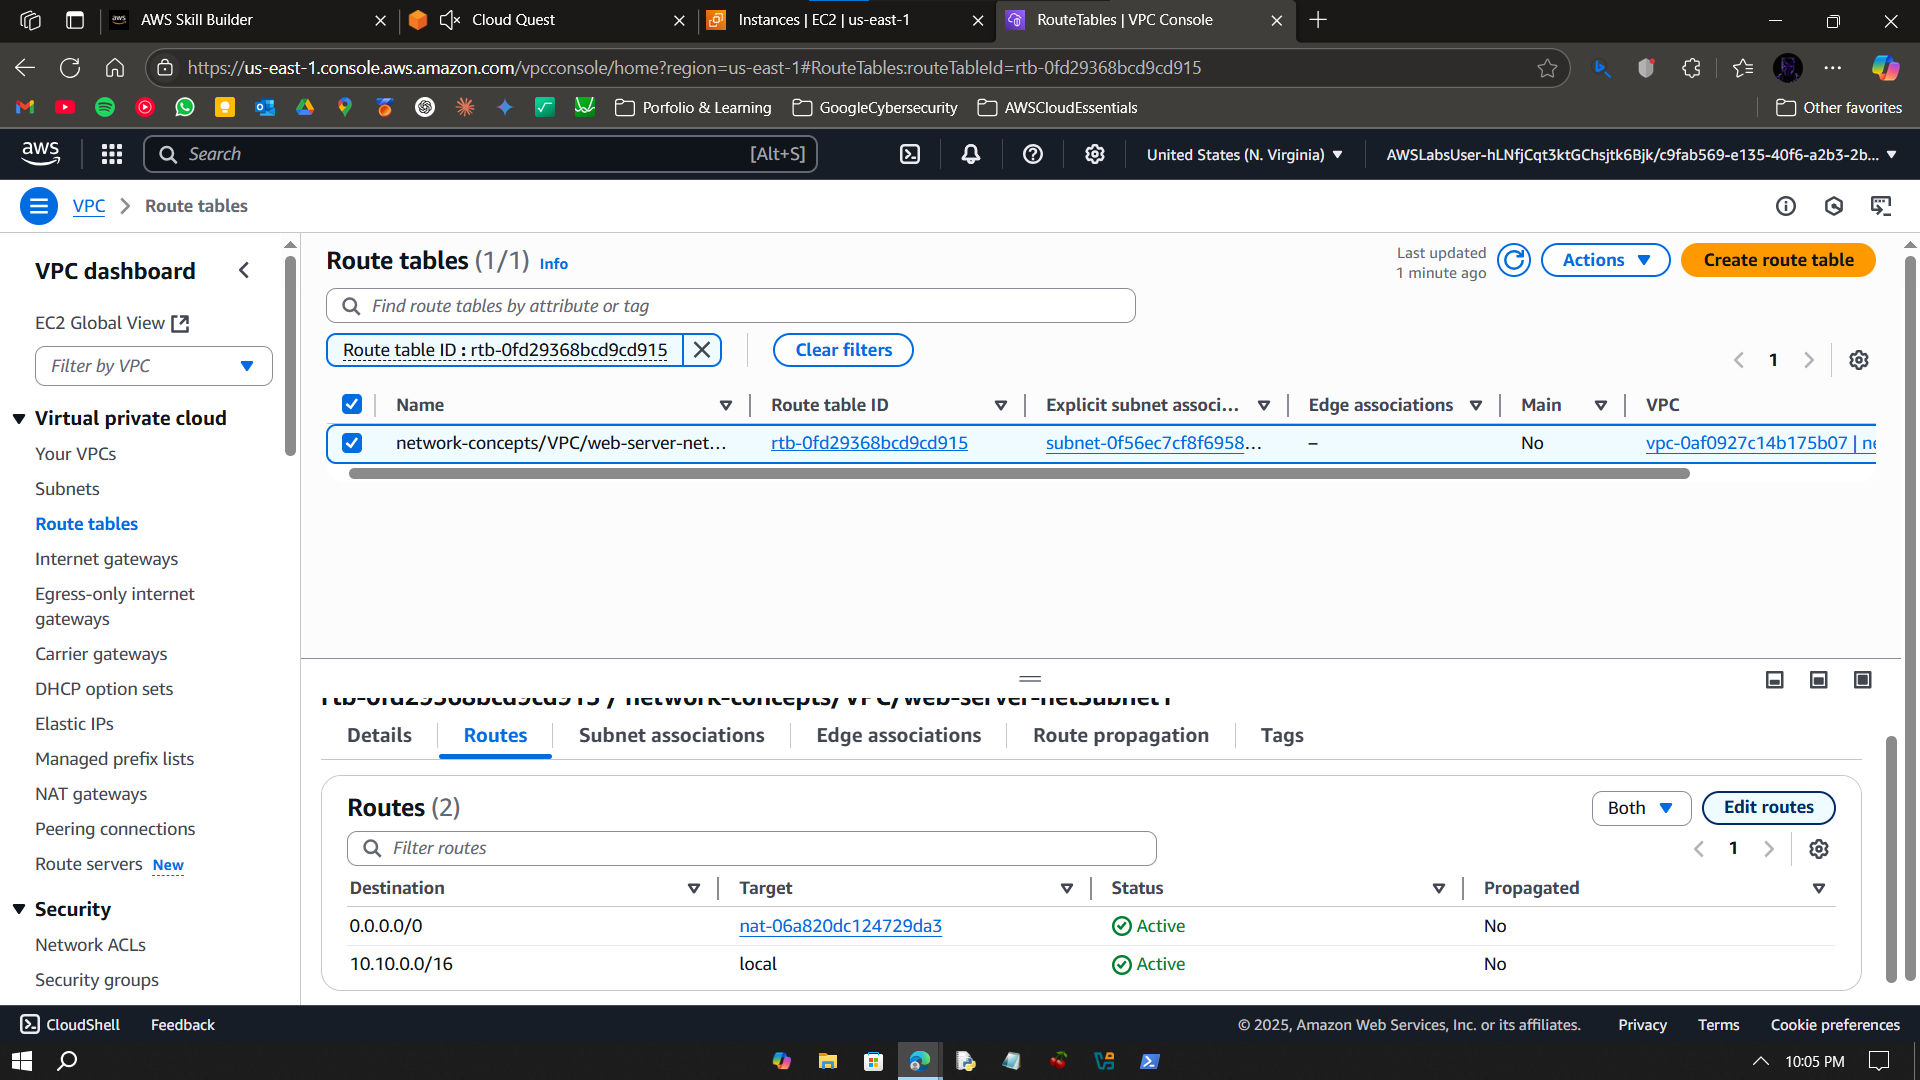 AWS Skill Builder
Cloud Quest
Instances | EC2 | us-east-1
RouteTables | VPC Console
https://us-east-1.console.aws.amazon.com/vpcconsole/home?region=us-east-1#RouteTables:routeTableId=rtb-0fd29368bcd9cd915
Porfolio & Learning
GoogleCybersecurity
AWSCloudEssentials
Other favorites
aws
Search
[Alt+S]
United States (N. Virginia)
AWSLabsUser-hLNfjCqt3ktGChsjtk6Bjk/c9fab569-e135-40f6-a2b3-2b...
VPC
Route tables
VPC dashboard
EC2 Global View
Filter by VPC
Virtual private cloud
Your VPCs
Subnets
Route tables
Internet gateways
Egress-only internet
gateways
Carrier gateways
DHCP option sets
Elastic IPs
Managed prefix lists
NAT gateways
Peering connections
Route servers New
Security
Network ACLs
Security groups
Route tables (1/1) Info
Last updated
1 minute ago
Actions
Create route table
Find route tables by attribute or tag
Route table ID : rtb-0fd29368bcd9cd915
Clear filters
1
Name Route table ID Explicit subnet associ... Edge associations Main VPC
network-concepts/VPC/web-server-net... rtb-0fd29368bcd9cd915 subnet-0f56ec7cf8f6958... – No vpc-0af0927c14b175b07 | ne
rtb-0fd29368bcd9cd915 / network-concepts/VPC/web-server-netSubnet1
Details
Routes
Subnet associations
Edge associations
Route propagation
Tags
Routes (2)
Both
Edit routes
Filter routes
1
Destination Target Status Propagated
0.0.0.0/0 nat-06a820dc124729da3 Active No
10.10.0.0/16 local Active No
CloudShell
Feedback
© 2025, Amazon Web Services, Inc. or its affiliates.
Privacy
Terms
Cookie preferences
10:05 PM